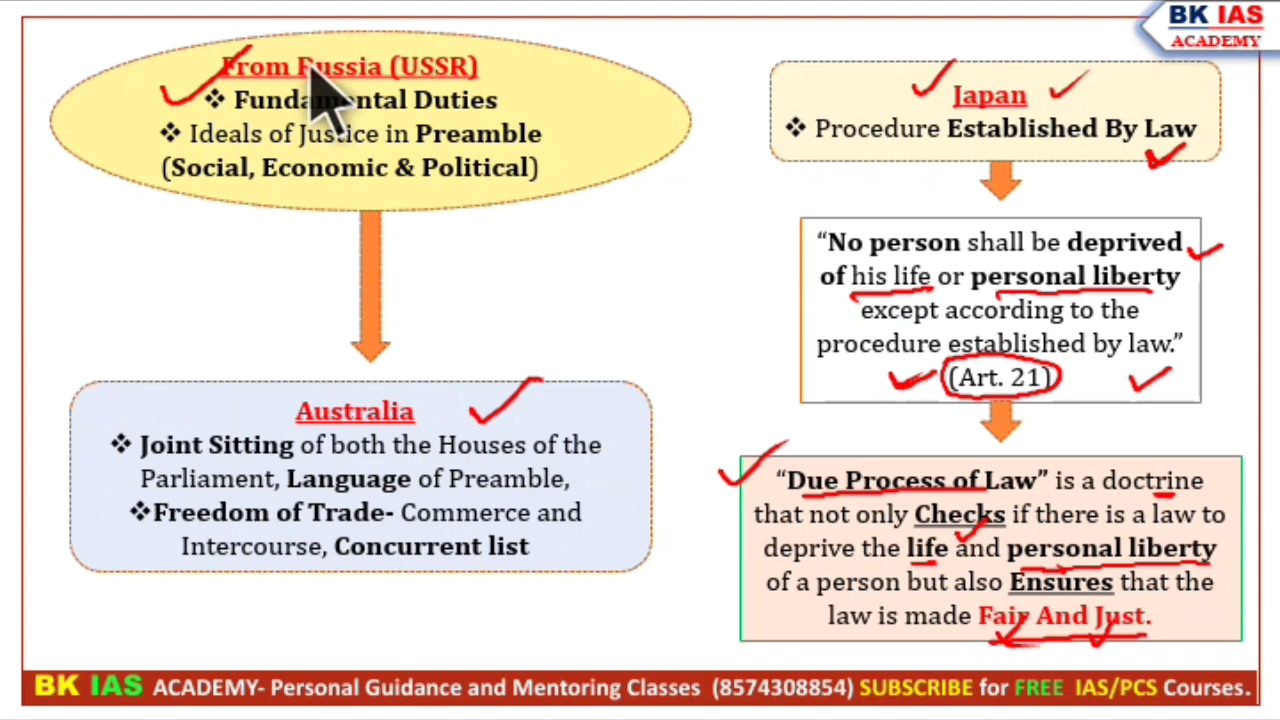 BK IAS
ACADEMY
From Russia (USSR)
❖ Fundamental Duties
❖ Ideals of Justice in Preamble
(Social, Economic & Political)
Australia
❖ Joint Sitting of both the Houses of the
Parliament, Language of Preamble,
❖Freedom of Trade- Commerce and
Intercourse, Concurrent list
Japan
❖ Procedure Established By Law
“No person shall be deprived
of his life or personal liberty
except according to the
procedure established by law.”
(Art. 21)
“Due Process of Law” is a doctrine
that not only Checks if there is a law to
deprive the life and personal liberty
of a person but also Ensures that the
law is made Fair And Just.
BK IAS ACADEMY- Personal Guidance and Mentoring Classes (8574308854) SUBSCRIBE for FREE IAS/PCS Courses.